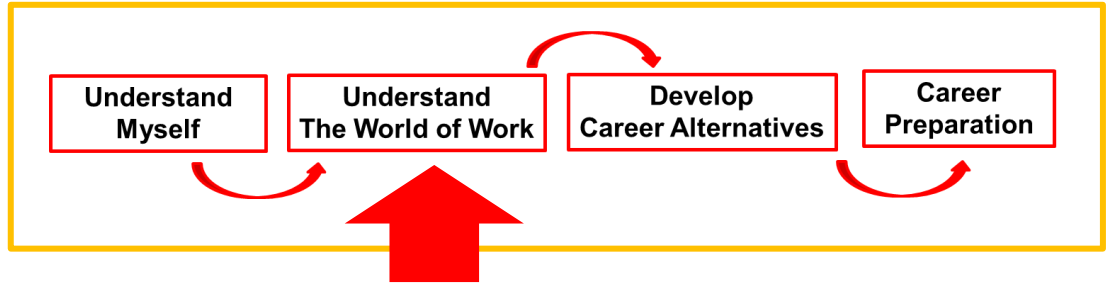 Understand
Myself
Understand
The World of Work
Develop
Career Alternatives
Career
Preparation